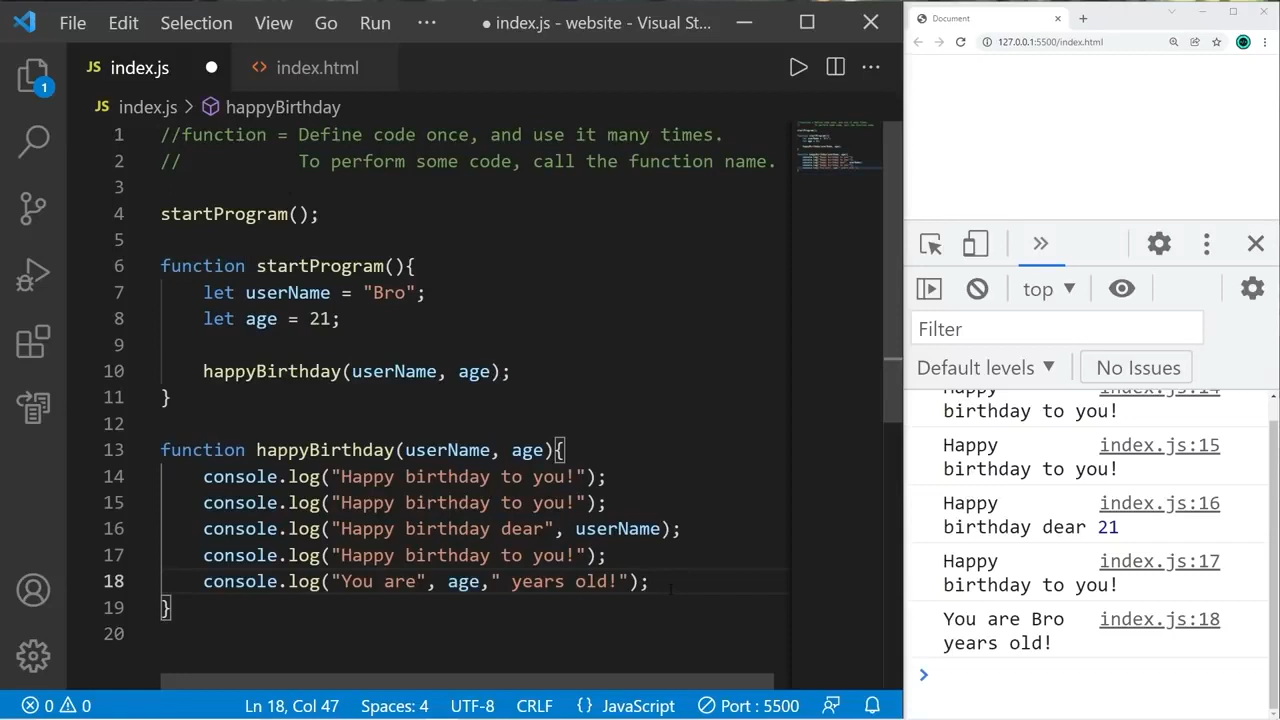 File Edit Selection View Go Run ··· ● index.js - website - Visual St...
JS index.js ● <> index.html
JS index.js > happyBirthday
1 //function = Define code once, and use it many times.
2 // To perform some code, call the function name.
3
4 startProgram();
5
6 function startProgram(){
7 let userName = "Bro";
8 let age = 21;
9
10 happyBirthday(userName, age);
11 }
12
13 function happyBirthday(userName, age){
14 console.log("Happy birthday to you!");
15 console.log("Happy birthday to you!");
16 console.log("Happy birthday dear", userName);
17 console.log("Happy birthday to you!");
18 console.log("You are", age," years old!");
19 }
20
1
0 0 Ln 18, Col 47 Spaces: 4 UTF-8 CRLF {} JavaScript Port : 5500
Document
127.0.0.1:5500/index.html
top ▼
Filter
Default levels ▼ No Issues
Happy index.js:14
birthday to you!
Happy index.js:15
birthday to you!
Happy index.js:16
birthday dear 21
Happy index.js:17
birthday to you!
You are Bro index.js:18
years old!